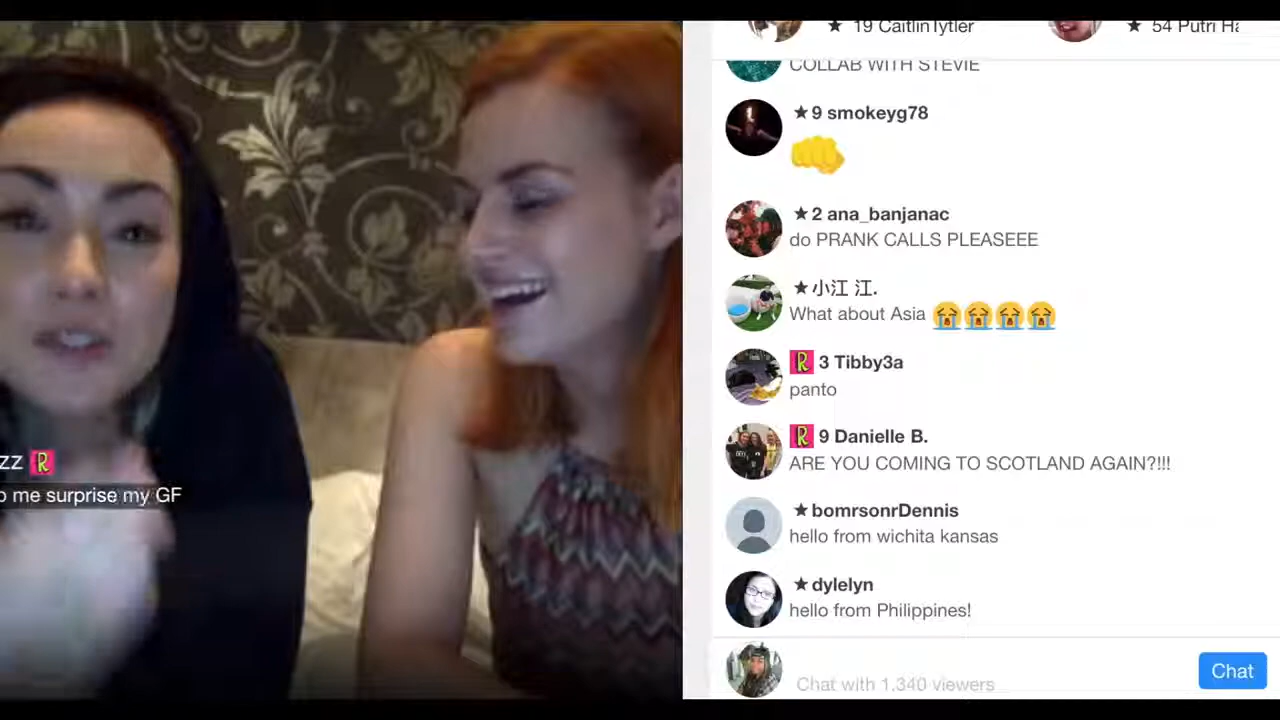 ★ 19 CaitlinTytler
★ 54 Putri Ha
COLLAB WITH STEVIE
★9 smokeyg78
★2 ana_banjanac
do PRANK CALLS PLEASEEE
★小江 江.
What about Asia 😭😭😭😭
R 3 Tibby3a
panto
R 9 Danielle B.
ARE YOU COMING TO SCOTLAND AGAIN?!!!
★bomrsonrDennis
hello from wichita kansas
★dylelyn
hello from Philippines!
Chat with 1,340 viewers
Chat
zz R
p me surprise my GF